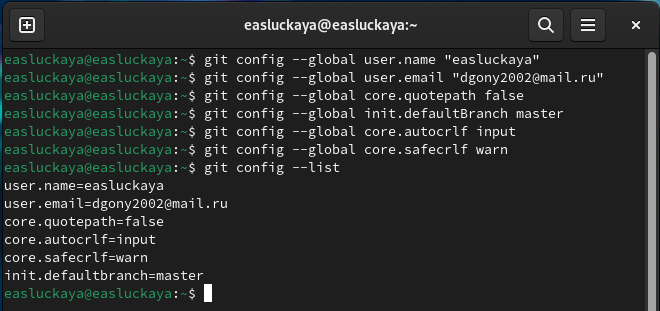 easluckaya@easluckaya:~
easluckaya@easluckaya:~$ git config --global user.name "easluckaya"
easluckaya@easluckaya:~$ git config --global user.email "dgony2002@mail.ru"
easluckaya@easluckaya:~$ git config --global core.quotepath false
easluckaya@easluckaya:~$ git config --global init.defaultBranch master
easluckaya@easluckaya:~$ git config --global core.autocrlf input
easluckaya@easluckaya:~$ git config --global core.safecrlf warn
easluckaya@easluckaya:~$ git config --list
user.name=easluckaya
user.email=dgony2002@mail.ru
core.quotepath=false
core.autocrlf=input
core.safecrlf=warn
init.defaultbranch=master
easluckaya@easluckaya:~$